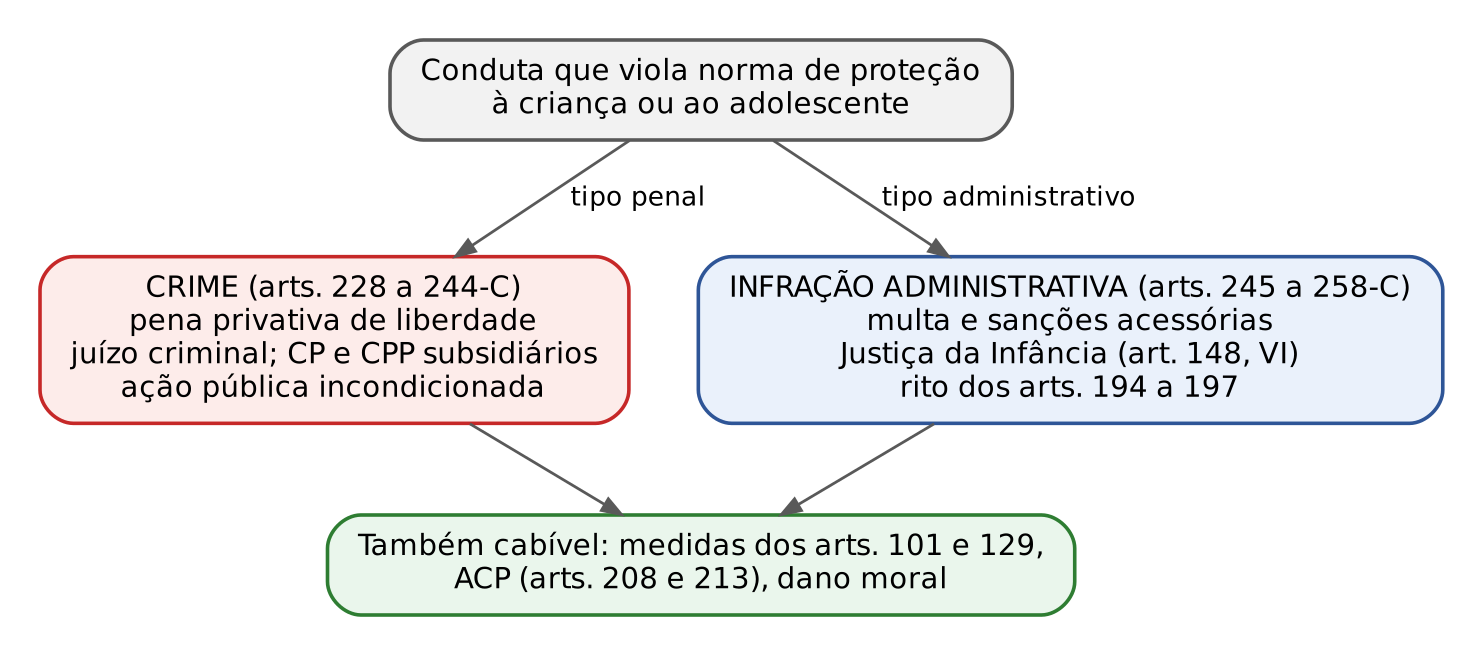 Conduta que viola norma de proteção
à criança ou ao adolescente
tipo penal
tipo administrativo
CRIME (arts. 228 a 244-C)
pena privativa de liberdade
juízo criminal; CP e CPP subsidiários
ação pública incondicionada
INFRAÇÃO ADMINISTRATIVA (arts. 245 a 258-C)
multa e sanções acessórias
Justiça da Infância (art. 148, VI)
rito dos arts. 194 a 197
Também cabível: medidas dos arts. 101 e 129,
ACP (arts. 208 e 213), dano moral